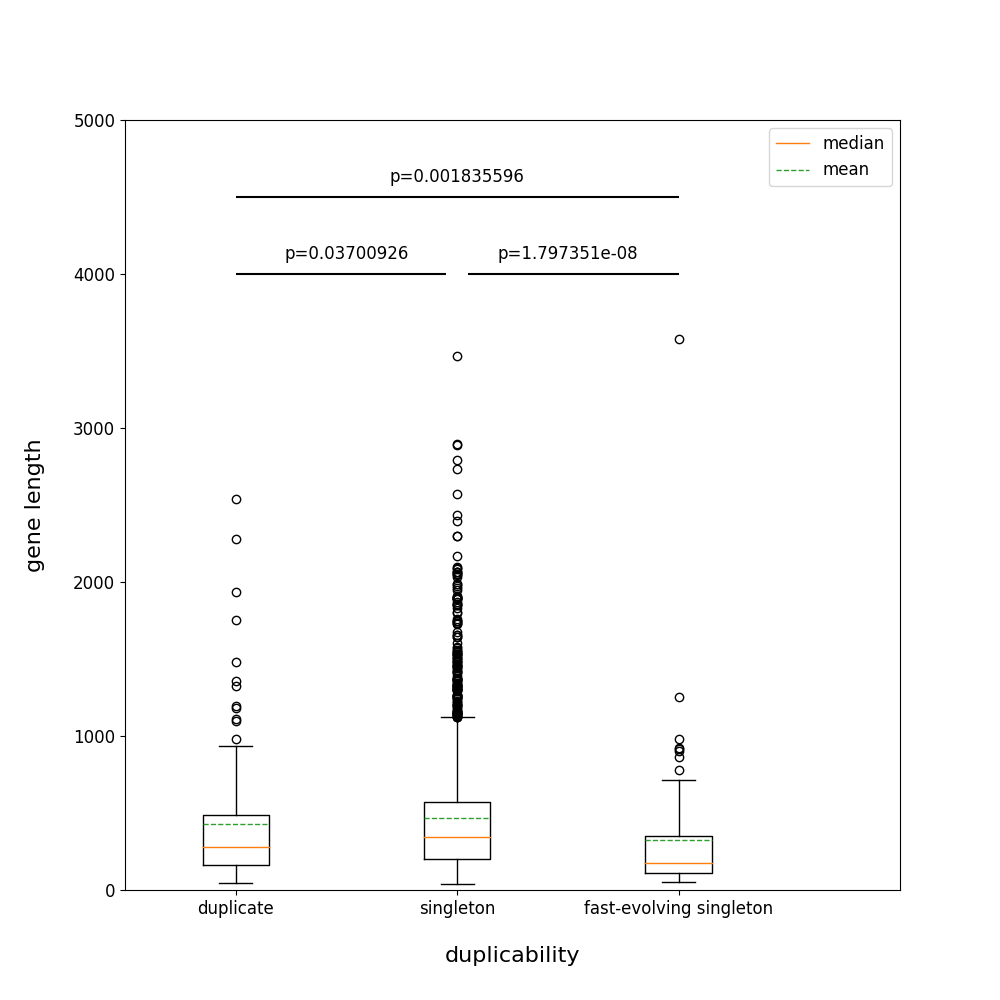 5000
4000
3000
2000
1000
0
gene length
median
mean
p=0.001835596
p=0.03700926
p=1.797351e-08
duplicate
singleton
fast-evolving singleton
duplicability